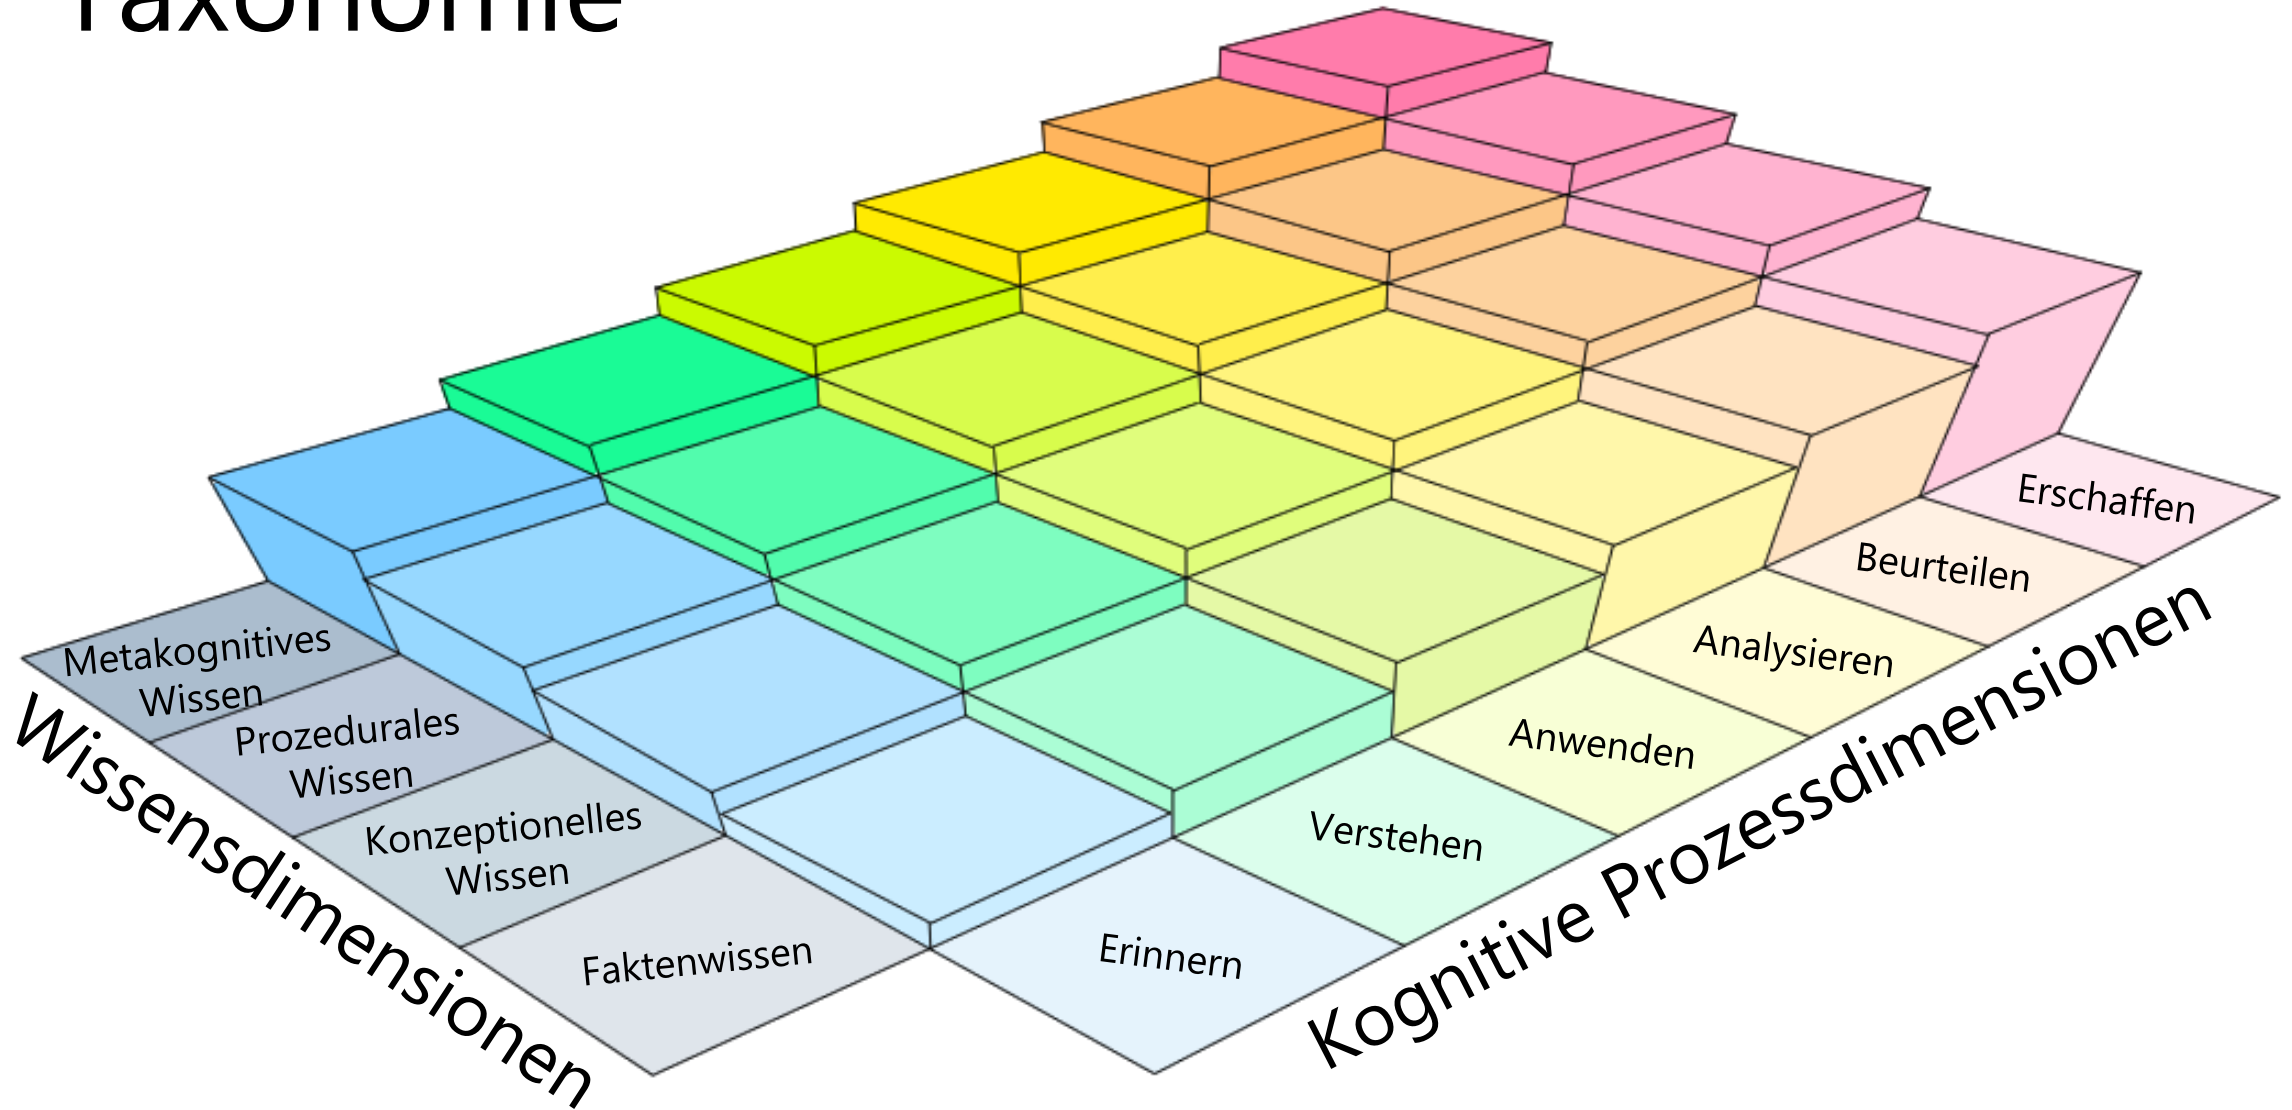 Taxonomie
Metakognitives
Wissen
Prozedurales
Wissen
Konzeptionelles
Wissen
Faktenwissen
Wissensdimensionen
Erschaffen
Beurteilen
Analysieren
Anwenden
Verstehen
Erinnern
Kognitive Prozessdimensionen